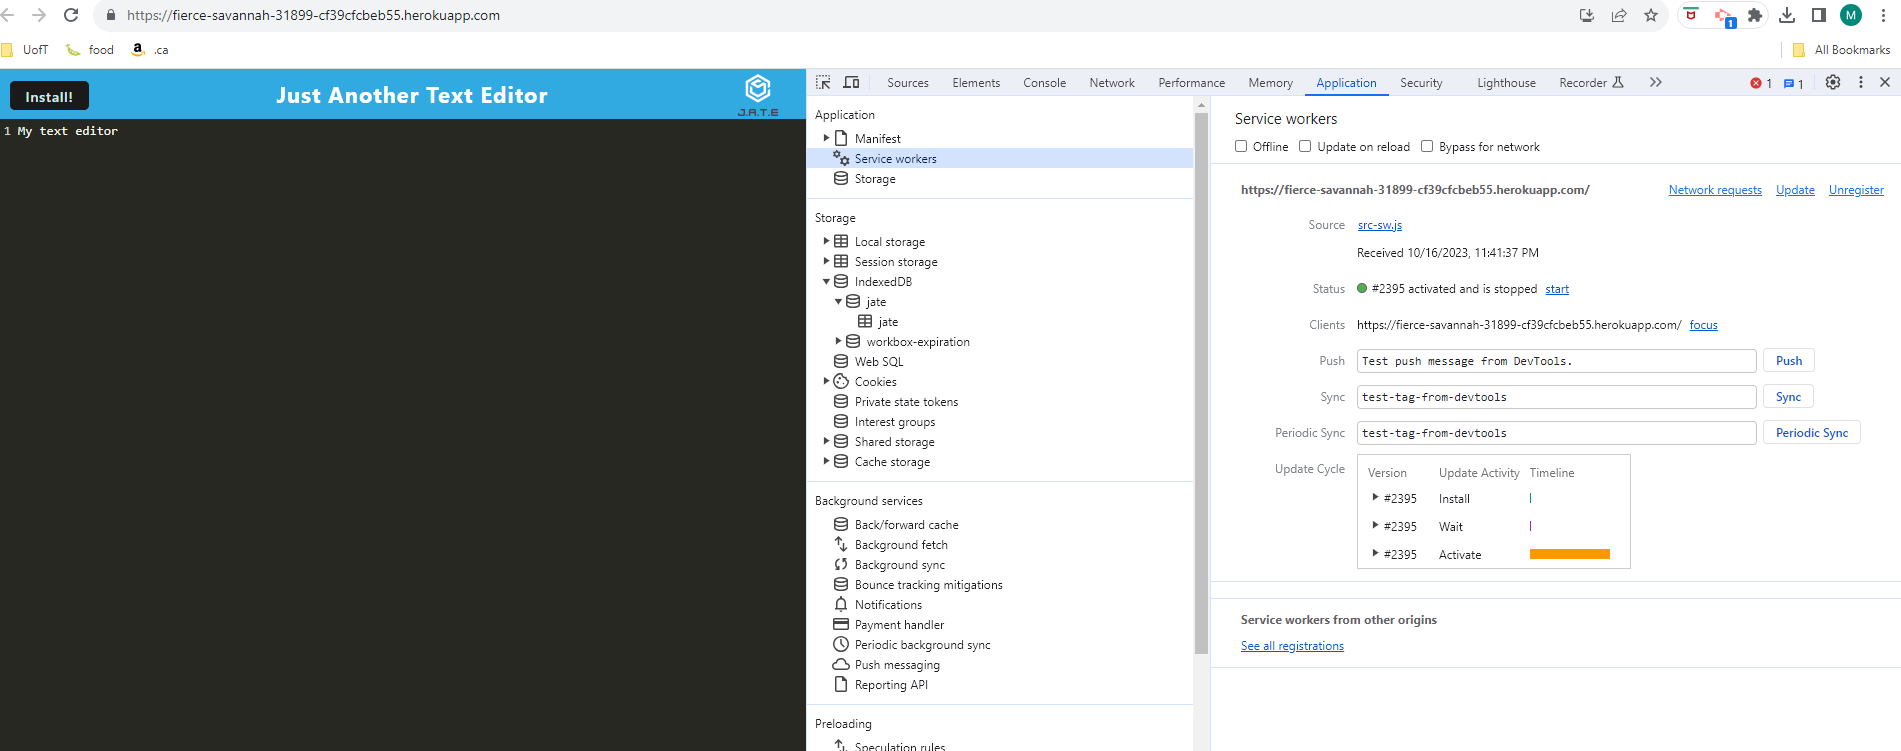 https://fierce-savannah-31899-cf39cfcbeb55.herokuapp.com
1
M
UofT food a .ca All Bookmarks
Install! Just Another Text Editor J.A.T.E
1 My text editor
Sources Elements Console Network Performance Memory Application Security Lighthouse Recorder 1 1
Application
Manifest
Service workers
Storage
Storage
Local storage
Session storage
IndexedDB
jate
jate
workbox-expiration
Web SQL
Cookies
Private state tokens
Interest groups
Shared storage
Cache storage
Background services
Back/forward cache
Background fetch
Background sync
Bounce tracking mitigations
Notifications
Payment handler
Periodic background sync
Push messaging
Reporting API
Preloading
Speculation rules
Service workers
Offline Update on reload Bypass for network
https://fierce-savannah-31899-cf39cfcbeb55.herokuapp.com/ Network requests Update Unregister
Source src-sw.js
Received 10/16/2023, 11:41:37 PM
Status #2395 activated and is stopped start
Clients https://fierce-savannah-31899-cf39cfcbeb55.herokuapp.com/ focus
Push Test push message from DevTools. Push
Sync test-tag-from-devtools Sync
Periodic Sync test-tag-from-devtools Periodic Sync
Update Cycle Version Update Activity Timeline
#2395 Install
#2395 Wait
#2395 Activate
Service workers from other origins
See all registrations